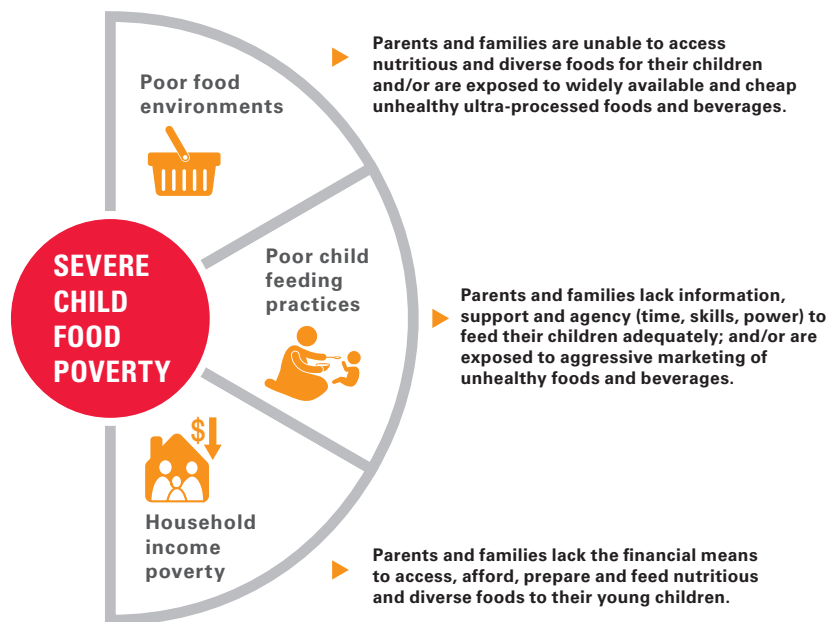 Poor food
environments
Parents and families are unable to access
nutritious and diverse foods for their children
and/or are exposed to widely available and cheap
unhealthy ultra-processed foods and beverages.
SEVERE
CHILD
FOOD
POVERTY
Poor child
feeding
practices
Parents and families lack information,
support and agency (time, skills, power) to
feed their children adequately; and/or are
exposed to aggressive marketing of
unhealthy foods and beverages.
$
Household
income
poverty
Parents and families lack the financial means
to access, afford, prepare and feed nutritious
and diverse foods to their young children.